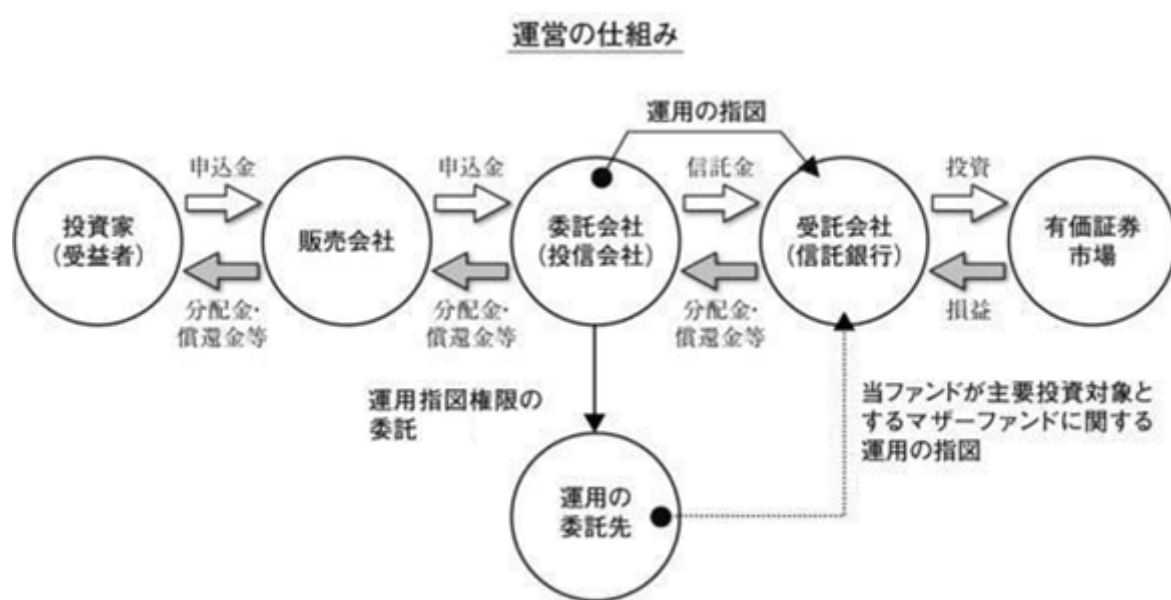 運営の仕組み
運用の指図
申込金
申込金
信託金
投資
投資家
(受益者)
販売会社
委託会社
(投信会社)
受託会社
(信託銀行)
有価証券
市場
分配金・
償還金等
分配金・
償還金等
分配金・
償還金等
損益
運用指図権限の
委託
当ファンドが主要投資対象と
するマザーファンドに関する
運用の指図
運用の
委託先